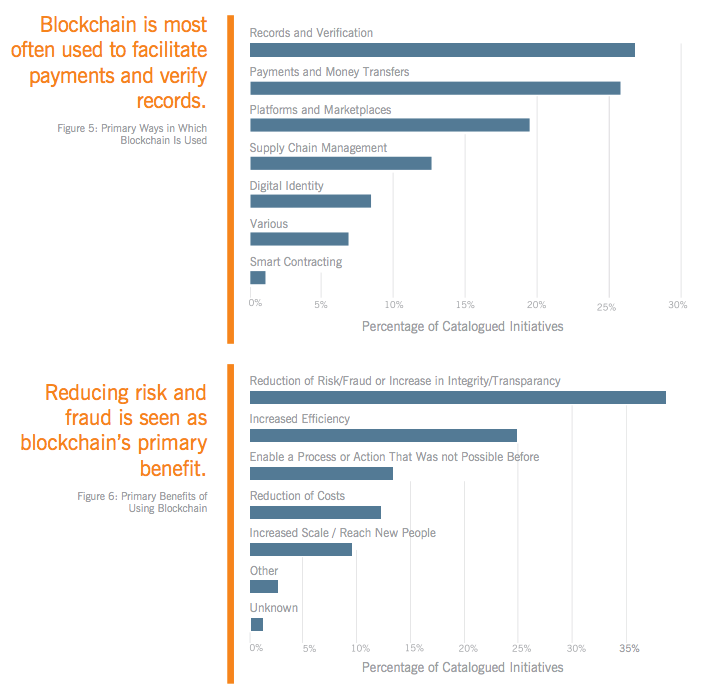 Blockchain is most
often used to facilitate
payments and verify
records.
Figure 5: Primary Ways in Which
Blockchain Is Used
Records and Verification
Payments and Money Transfers
Platforms and Marketplaces
Supply Chain Management
Digital Identity
Various
Smart Contracting
0% 5% 10% 15% 20% 25% 30%
Percentage of Catalogued Initiatives
Reducing risk and
fraud is seen as
blockchain's primary
benefit.
Figure 6: Primary Benefits of
Using Blockchain
Reduction of Risk/Fraud or Increase in Integrity/Transparancy
Increased Efficiency
Enable a Process or Action That Was not Possible Before
Reduction of Costs
Increased Scale / Reach New People
Other
Unknown
0% 5% 10% 15% 20% 25% 30% 35%
Percentage of Catalogued Initiatives